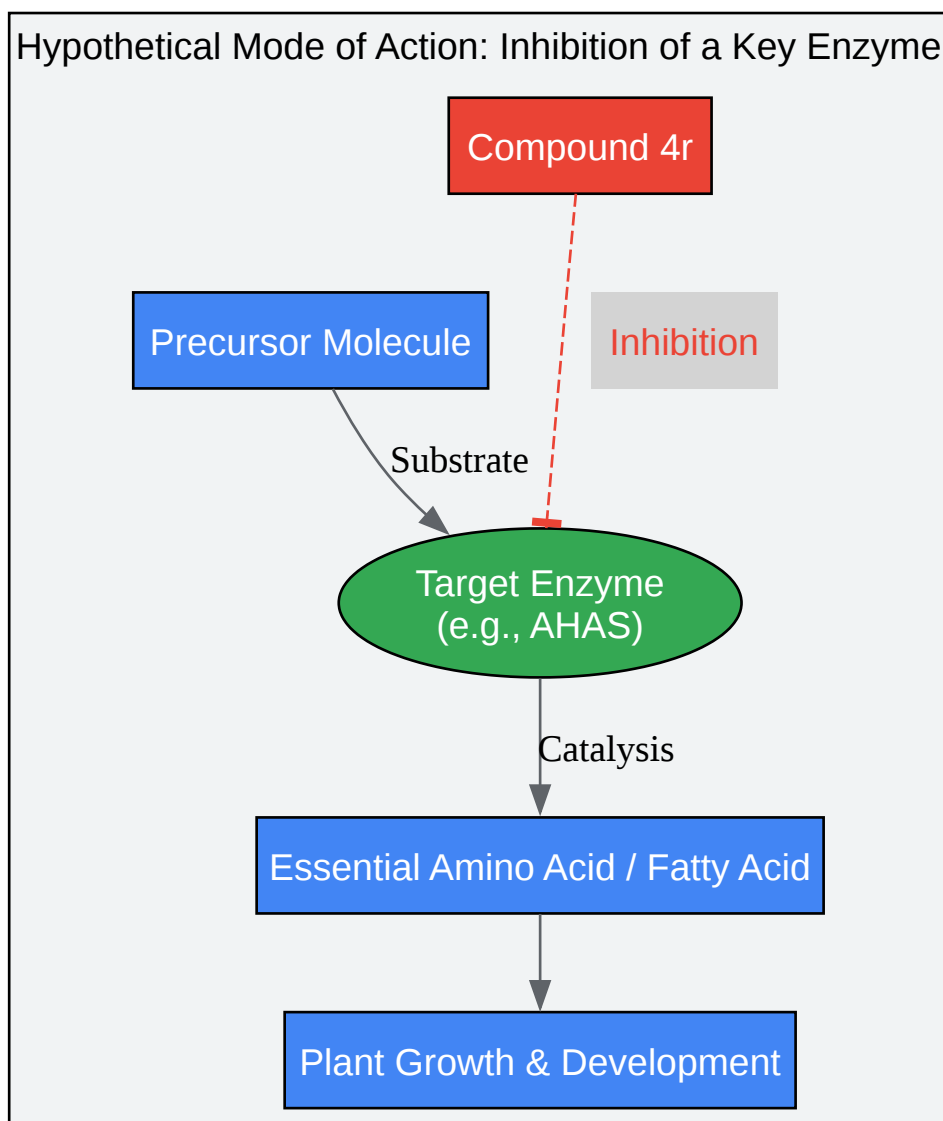 Hypothetical Mode of Action: Inhibition of a Key Enzyme
Compound 4r
Precursor Molecule
Inhibition
Substrate
Target Enzyme
(e.g., AHAS)
Catalysis
Essential Amino Acid / Fatty Acid
Plant Growth & Development